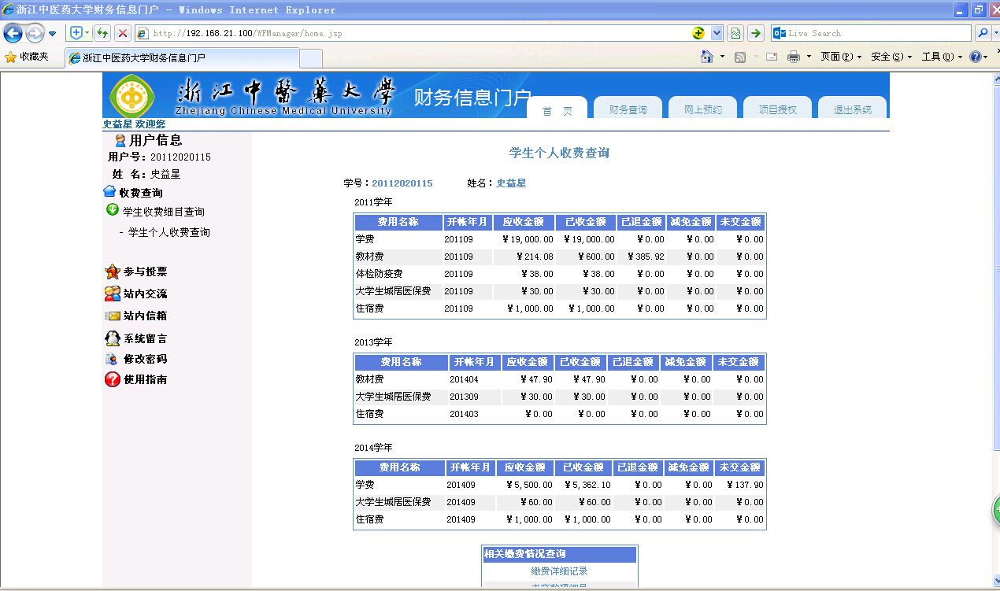 浙江中医药大学财务信息门户 - Windows Internet Explorer
http://192.168.21.100/WFManager/home.jsp
Live Search
收藏夹
浙江中医药大学财务信息门户
页面(P)
安全(S)
工具(O)
浙江中醫藥大學
Zhejiang Chinese Medical University
财务信息门户
首 页
财务查询
网上预约
项目授权
退出系统
史益星 欢迎您
用户信息
用户号：20112020115
姓 名：史益星
收费查询
学生收费细目查询
- 学生个人收费查询
参与投票
站内交流
站内信箱
系统留言
修改密码
使用指南
学生个人收费查询
学号：20112020115 姓名：史益星
2011学年
费用名称 开帐年月 应收金额 已收金额 已退金额 减免金额 未交金额
学费 201109 ¥19,000.00 ¥19,000.00 ¥0.00 ¥0.00 ¥0.00
教材费 201109 ¥214.08 ¥600.00 ¥385.92 ¥0.00 ¥0.00
体检防疫费 201109 ¥38.00 ¥38.00 ¥0.00 ¥0.00 ¥0.00
大学生城居医保费 201109 ¥30.00 ¥30.00 ¥0.00 ¥0.00 ¥0.00
住宿费 201109 ¥1,000.00 ¥1,000.00 ¥0.00 ¥0.00 ¥0.00
2013学年
费用名称 开帐年月 应收金额 已收金额 已退金额 减免金额 未交金额
教材费 201404 ¥47.90 ¥47.90 ¥0.00 ¥0.00 ¥0.00
大学生城居医保费 201309 ¥30.00 ¥30.00 ¥0.00 ¥0.00 ¥0.00
住宿费 201403 ¥0.00 ¥0.00 ¥0.00 ¥0.00 ¥0.00
2014学年
费用名称 开帐年月 应收金额 已收金额 已退金额 减免金额 未交金额
学费 201409 ¥5,500.00 ¥5,362.10 ¥0.00 ¥0.00 ¥137.90
大学生城居医保费 201409 ¥60.00 ¥60.00 ¥0.00 ¥0.00 ¥0.00
住宿费 201409 ¥1,000.00 ¥1,000.00 ¥0.00 ¥0.00 ¥0.00
相关缴费情况查询
缴费详细记录